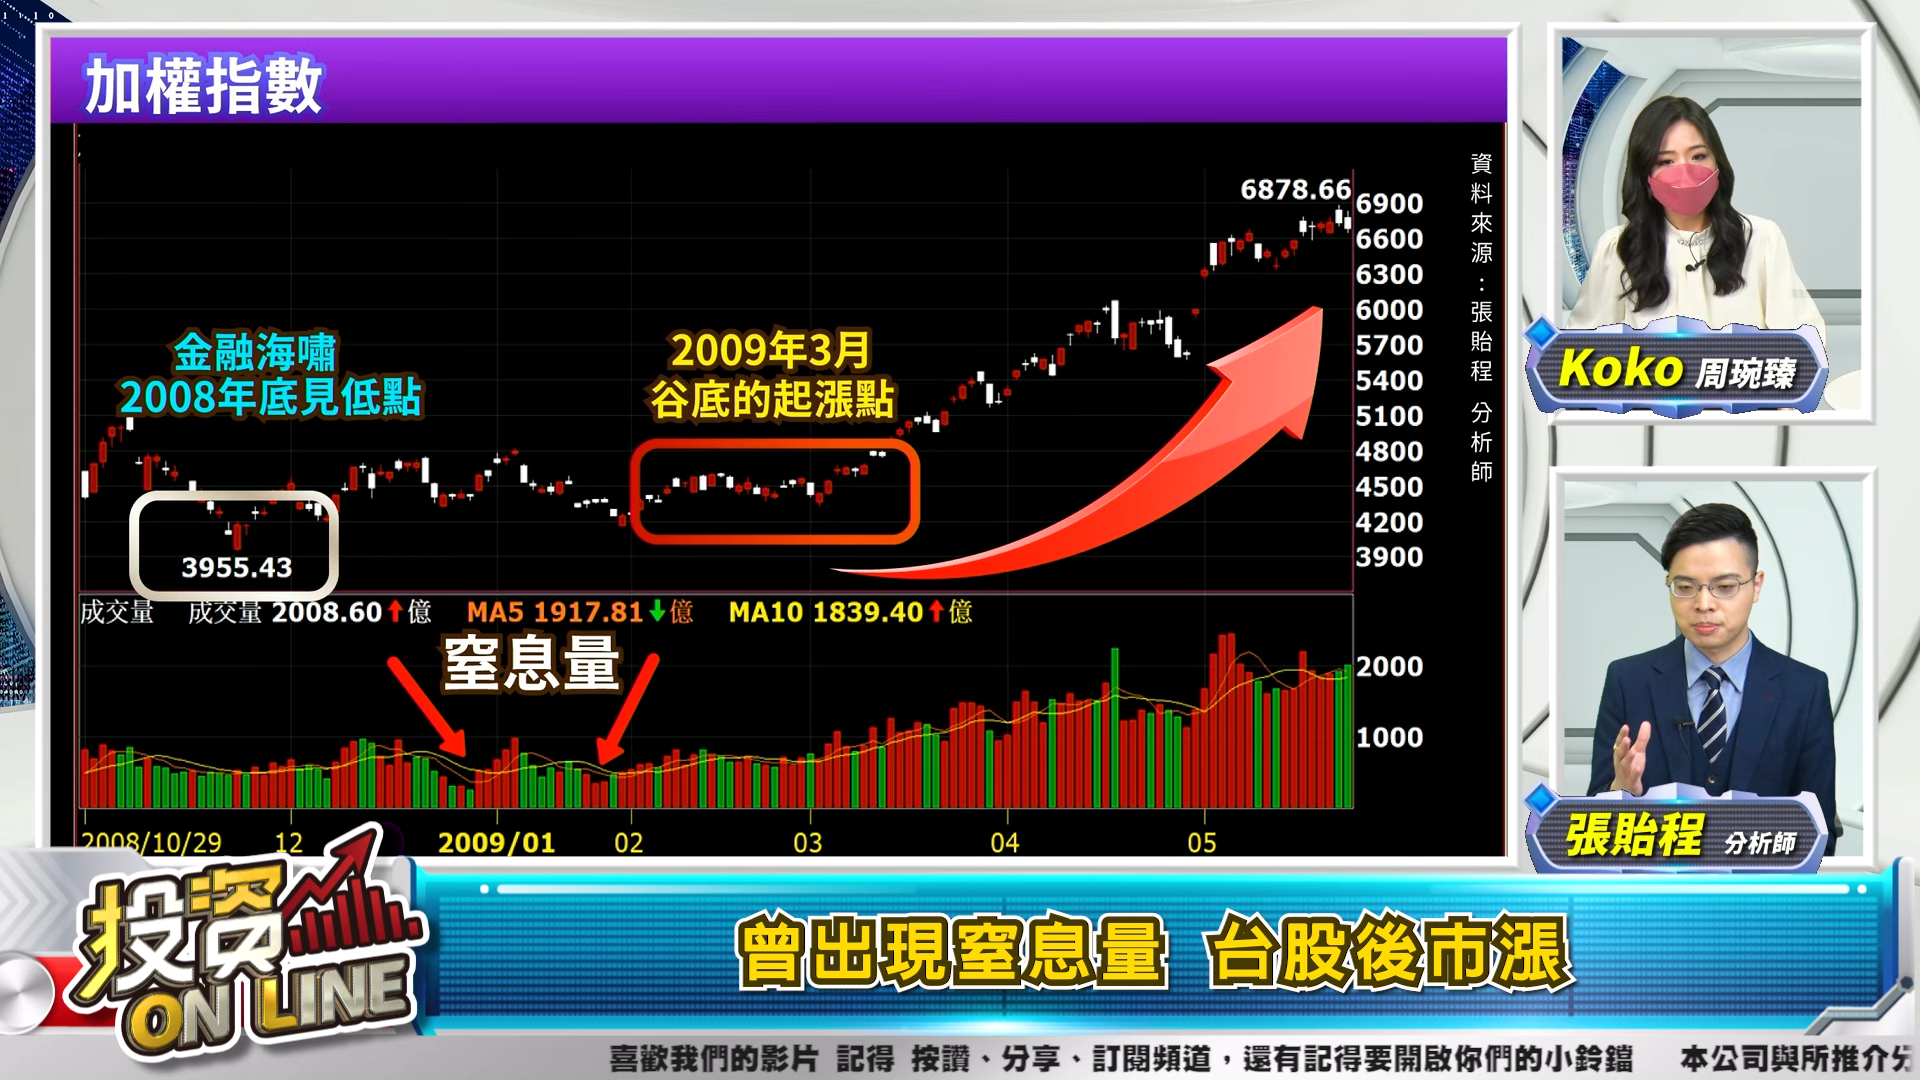 加權指數
資料來源：張貽程 分析師
6878.66
6900
6600
6300
6000
5700
5400
5100
4800
4500
4200
3900
金融海嘯
2008年底見低點
2009年3月
谷底的起漲點
3955.43
成交量 成交量 2008.60↑億 MA5 1917.81↓億 MA10 1839.40↑億
窒息量
2000
1000
2008/10/29 12 2009/01 02 03 04 05
Koko 周琬臻
張貽程 分析師
投資
ON LINE
曾出現窒息量 台股後市漲
喜歡我們的影片 記得 按讚、分享、訂閱頻道，還有記得要開啟你們的小鈴鐺 本公司與所推介分